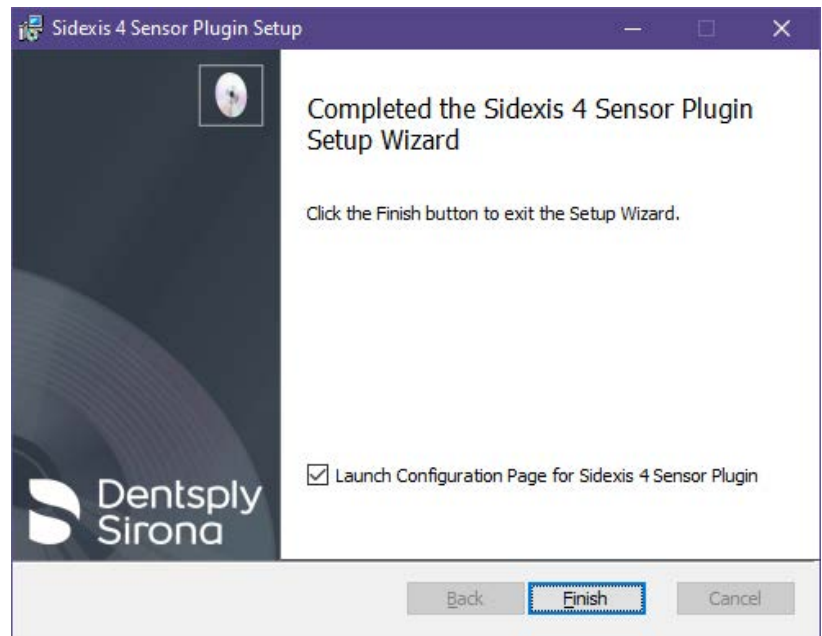 Sidexis 4 Sensor Plugin Setup
Completed the Sidexis 4 Sensor Plugin
Setup Wizard
Click the Finish button to exit the Setup Wizard.
Launch Configuration Page for Sidexis 4 Sensor Plugin
Dentsply
Sirona
Back Finish Cancel